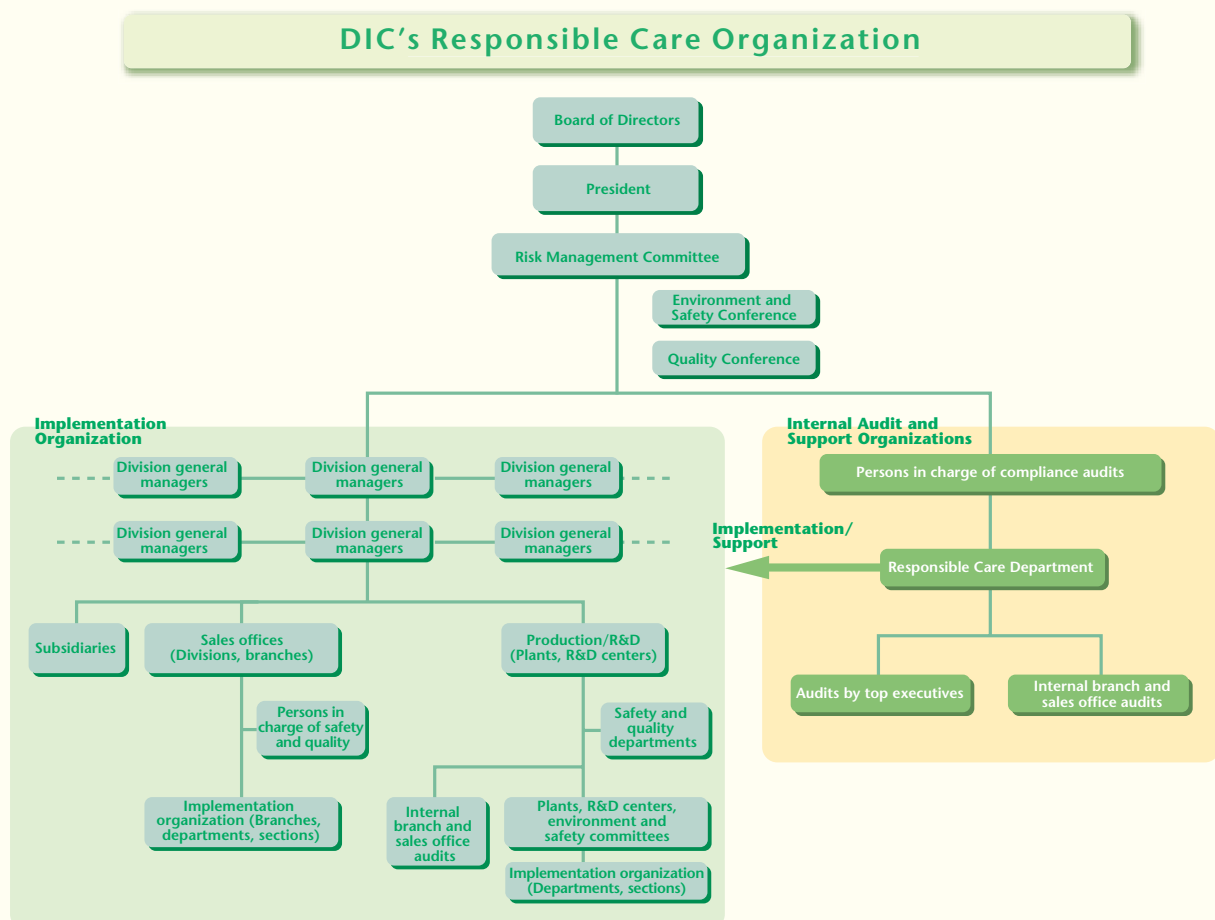 DIC's Responsible Care Organization
Board of Directors
President
Risk Management Committee
Environment and
Safety Conference
Quality Conference
Implementation
Organization
Division general
managers
Division general
managers
Division general
managers
Division general
managers
Division general
managers
Division general
managers
Subsidiaries
Sales offices
(Divisions, branches)
Production/R&D
(Plants, R&D centers)
Persons in
charge of safety
and quality
Safety and
quality
departments
Implementation
organization (Branches,
departments, sections)
Internal
branch and
sales office
audits
Plants, R&D centers,
environment and
safety committees
Implementation organization
(Departments, sections)
Implementation/
Support
Internal Audit and
Support Organizations
Persons in charge of compliance audits
Responsible Care Department
Audits by top executives
Internal branch and
sales office audits